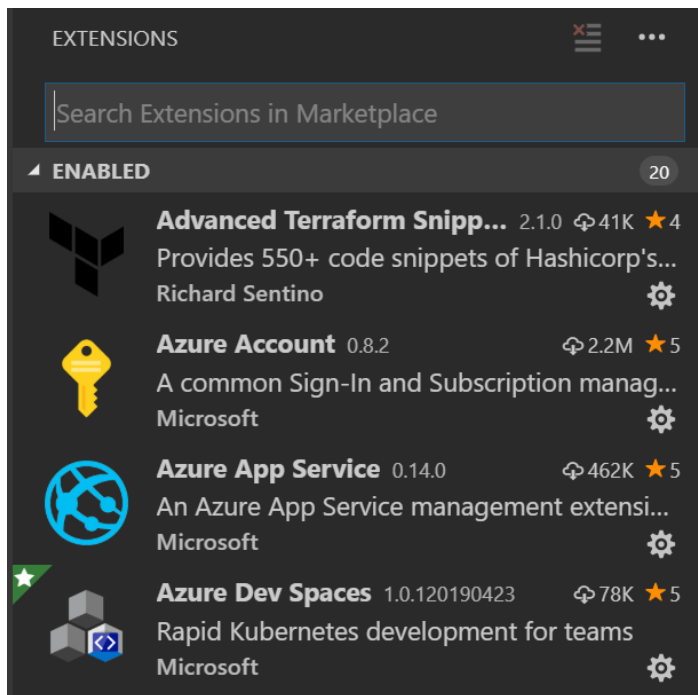 EXTENSIONS
Search Extensions in Marketplace
ENABLED 20
Advanced Terraform Snipp... 2.1.0 41K 4
Provides 550+ code snippets of Hashicorp's...
Richard Sentino
Azure Account 0.8.2 2.2M 5
A common Sign-In and Subscription manag...
Microsoft
Azure App Service 0.14.0 462K 5
An Azure App Service management extensi...
Microsoft
Azure Dev Spaces 1.0.120190423 78K 5
Rapid Kubernetes development for teams
Microsoft